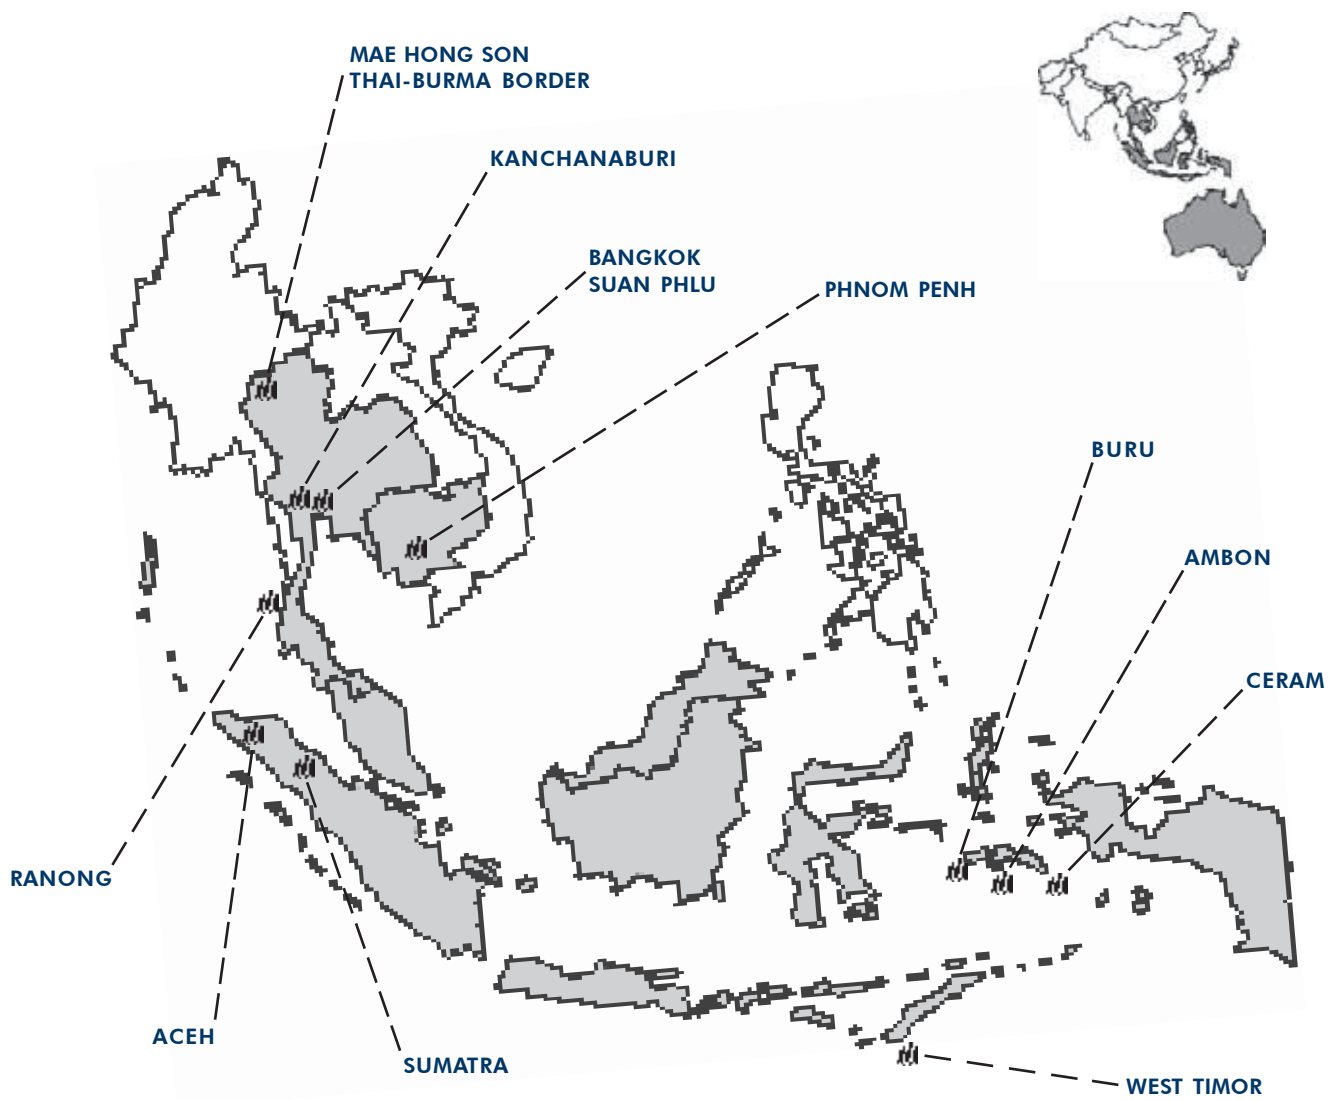 MAE HONG SON
THAI-BURMA BORDER
KANCHANABURI
BANGKOK
SUAN PHLU
PHNOM PENH
BURU
AMBON
CERAM
RANONG
ACEH
SUMATRA
WEST TIMOR